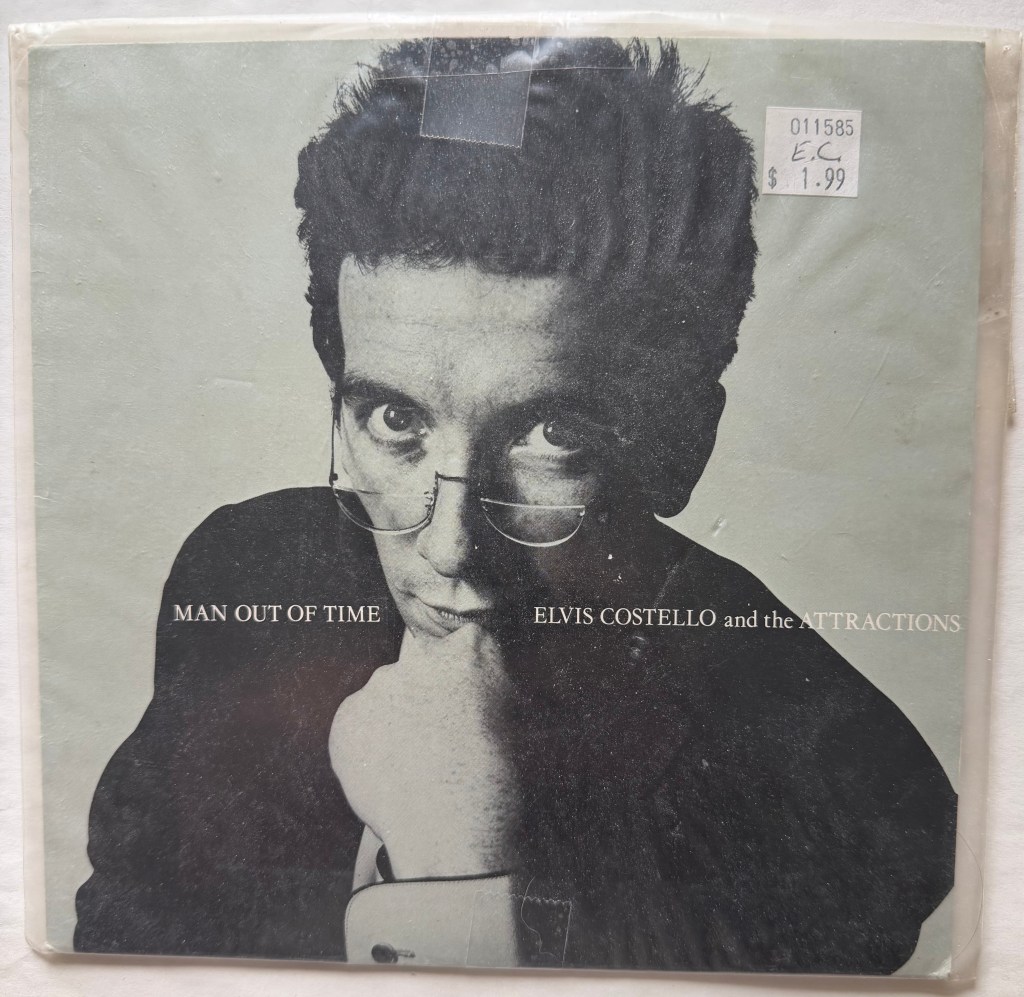 011585
E.C.
$ 1.99
MAN OUT OF TIME
ELVIS COSTELLO and the ATTRACTIONS